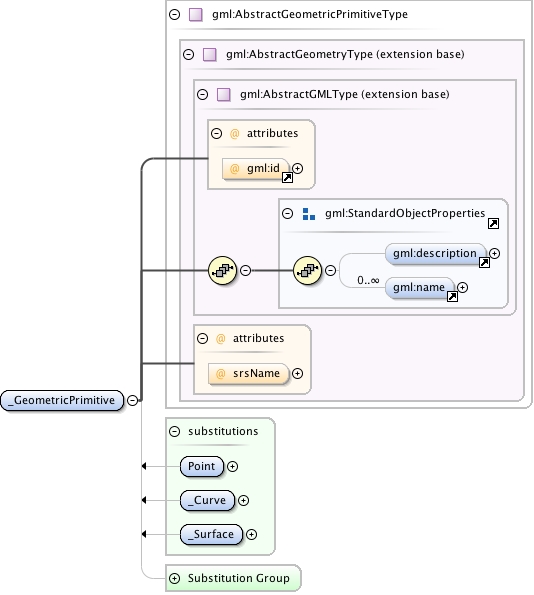 gml:AbstractGeometricPrimitiveType
gml:AbstractGeometryType (extension base)
gml:AbstractGMLType (extension base)
@ attributes
@ gml:id
gml:StandardObjectProperties
gml:description
0..∞
gml:name
@ attributes
@ srsName
_GeometricPrimitive
substitutions
Point
_Curve
_Surface
Substitution Group